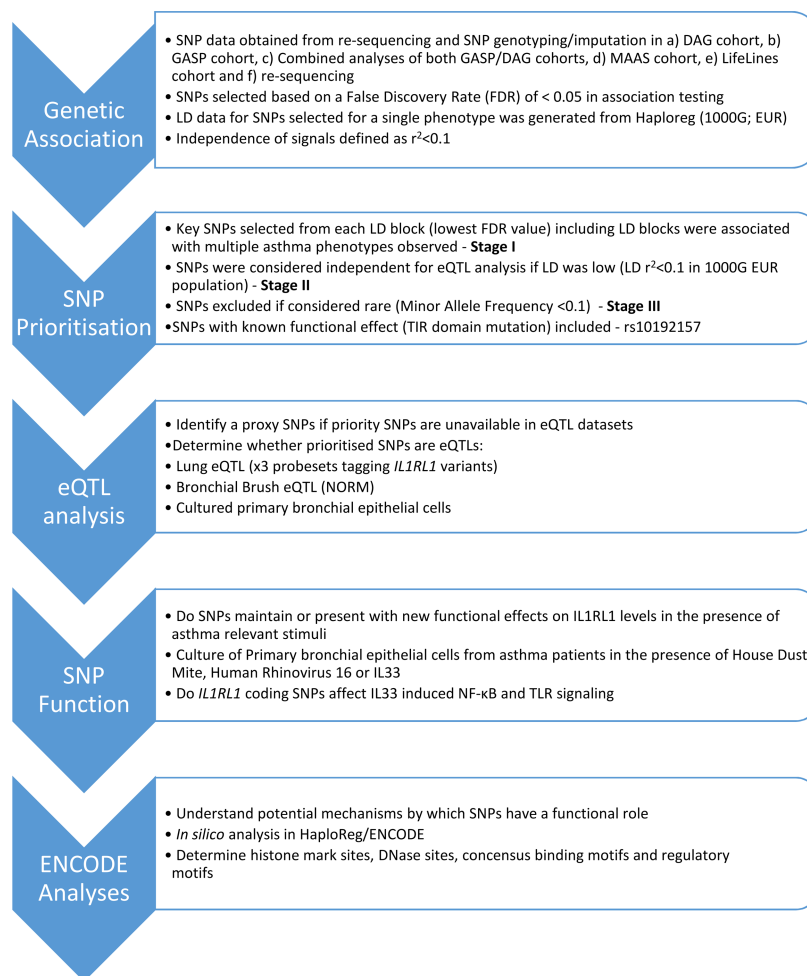 Genetic
Association
• SNP data obtained from re-sequencing and SNP genotyping/imputation in a) DAG cohort, b)
GASP cohort, c) Combined analyses of both GASP/DAG cohorts, d) MAAS cohort, e) LifeLines
cohort and f) re-sequencing
• SNPs selected based on a False Discovery Rate (FDR) of < 0.05 in association testing
• LD data for SNPs selected for a single phenotype was generated from Haploreg (1000G; EUR)
• Independence of signals defined as r²<0.1
SNP
Prioritisation
• Key SNPs selected from each LD block (lowest FDR value) including LD blocks were associated
with multiple asthma phenotypes observed - Stage I
• SNPs were considered independent for eQTL analysis if LD was low (LD r²<0.1 in 1000G EUR
population) - Stage II
• SNPs excluded if considered rare (Minor Allele Frequency <0.1) - Stage III
•SNPs with known functional effect (TIR domain mutation) included - rs10192157
eQTL
analysis
• Identify a proxy SNPs if priority SNPs are unavailable in eQTL datasets
•Determine whether prioritised SNPs are eQTLs:
• Lung eQTL (x3 probesets tagging IL1RL1 variants)
• Bronchial Brush eQTL (NORM)
• Cultured primary bronchial epithelial cells
SNP
Function
• Do SNPs maintain or present with new functional effects on IL1RL1 levels in the presence of
asthma relevant stimuli
• Culture of Primary bronchial epithelial cells from asthma patients in the presence of House Dust
Mite, Human Rhinovirus 16 or IL33
• Do IL1RL1 coding SNPs affect IL33 induced NF-κB and TLR signaling
ENCODE
Analyses
• Understand potential mechanisms by which SNPs have a functional role
• In silico analysis in HaploReg/ENCODE
• Determine histone mark sites, DNase sites, concensus binding motifs and regulatory
motifs